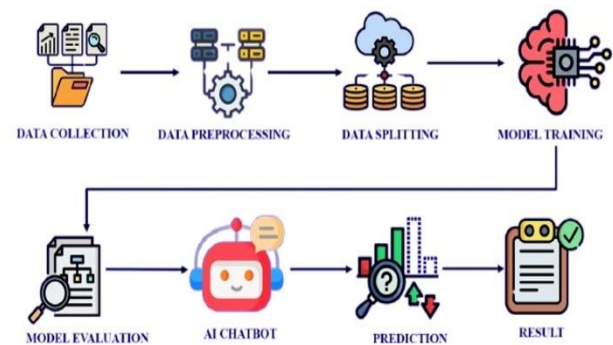 DATA COLLECTION
DATA PREPROCESSING
DATA SPLITTING
MODEL TRAINING
MODEL EVALUATION
AI CHATBOT
?
PREDICTION
RESULT